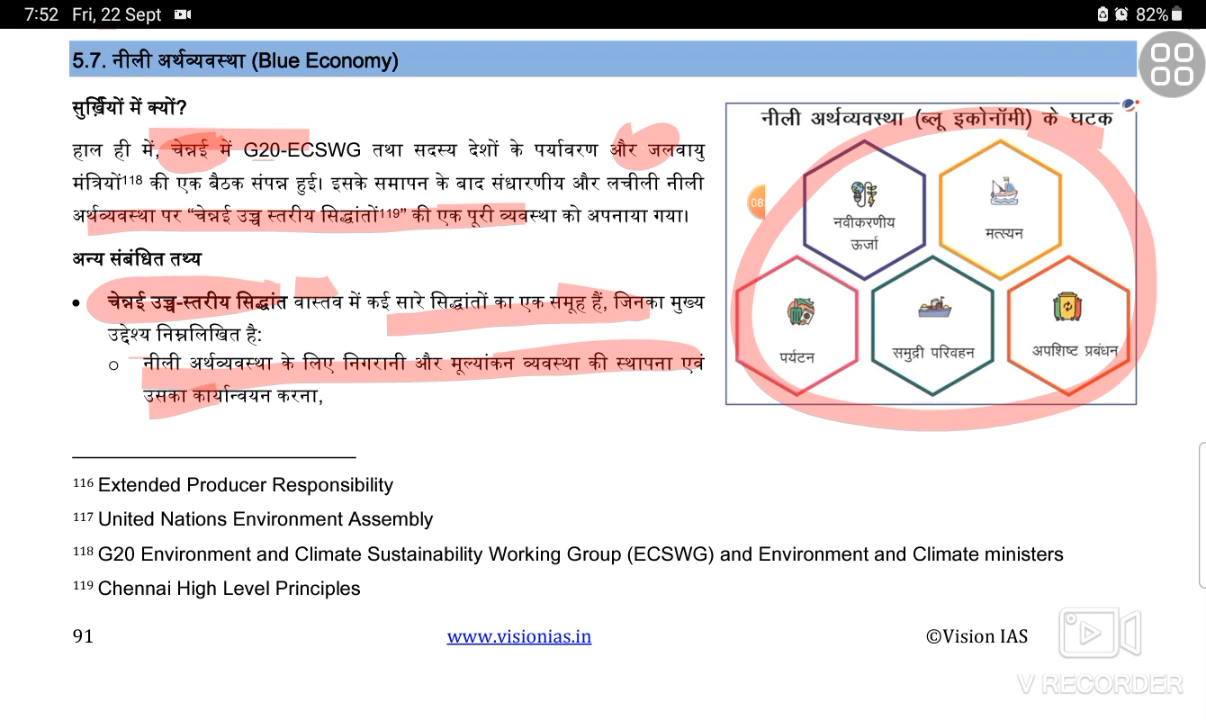 7:52 Fri, 22 Sept
82%
5.7. नीली अर्थव्यवस्था (Blue Economy)
सुर्ख़ियों में क्यों?
हाल ही में, चेन्नई में G20-ECSWG तथा सदस्य देशों के पर्यावरण और जलवायु
मंत्रियों118 की एक बैठक संपन्न हुई। इसके समापन के बाद संधारणीय और लचीली नीली
अर्थव्यवस्था पर “चेन्नई उच्च स्तरीय सिद्धांतों119” की एक पूरी व्यवस्था को अपनाया गया।
अन्य संबंधित तथ्य
• चेन्नई उच्च-स्तरीय सिद्धांत वास्तव में कई सारे सिद्धांतों का एक समूह हैं, जिनका मुख्य
उद्देश्य निम्नलिखित है:
o नीली अर्थव्यवस्था के लिए निगरानी और मूल्यांकन व्यवस्था की स्थापना एवं
उसका कार्यान्वयन करना,
नीली अर्थव्यवस्था (ब्लू इकोनॉमी) के घटक
08
नवीकरणीय
ऊर्जा
मत्स्यन
पर्यटन
समुद्री परिवहन
अपशिष्ट प्रबंधन
116 Extended Producer Responsibility
117 United Nations Environment Assembly
118 G20 Environment and Climate Sustainability Working Group (ECSWG) and Environment and Climate ministers
119 Chennai High Level Principles
91
www.visionias.in
©Vision IAS
V RECORDER